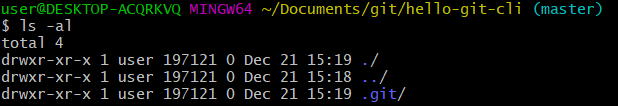 user@DESKTOP-ACQRKVQ MINGW64 ~/Documents/git/hello-git-cli (master)
$ ls -al
total 4
drwxr-xr-x 1 user 197121 0 Dec 21 15:19 ./
drwxr-xr-x 1 user 197121 0 Dec 21 15:18 ../
drwxr-xr-x 1 user 197121 0 Dec 21 15:19 .git/